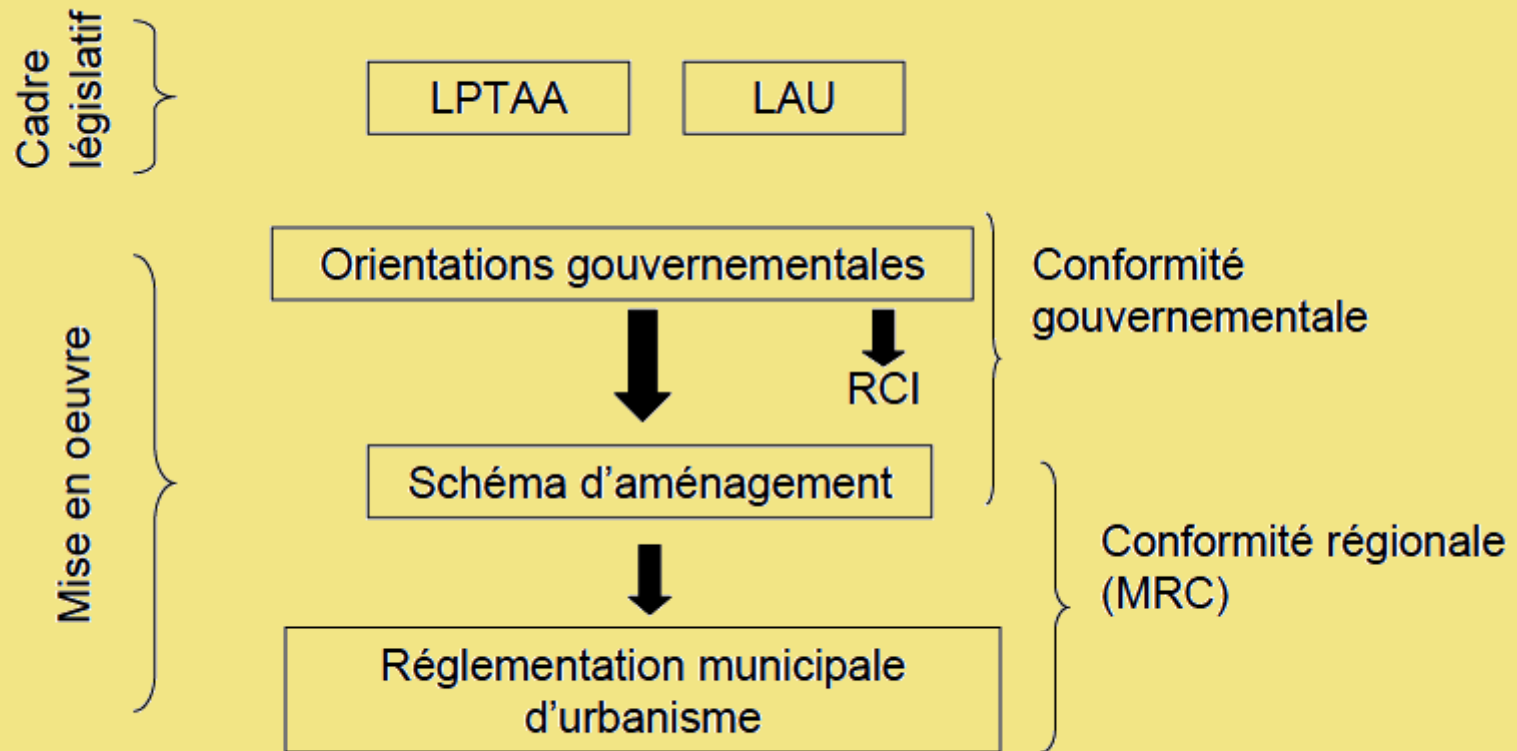 Cadre
législatif
LPTAA
LAU
Mise en oeuvre
Orientations gouvernementales
RCI
Schéma d'aménagement
Réglementation municipale
d'urbanisme
Conformité
gouvernementale
Conformité régionale
(MRC)